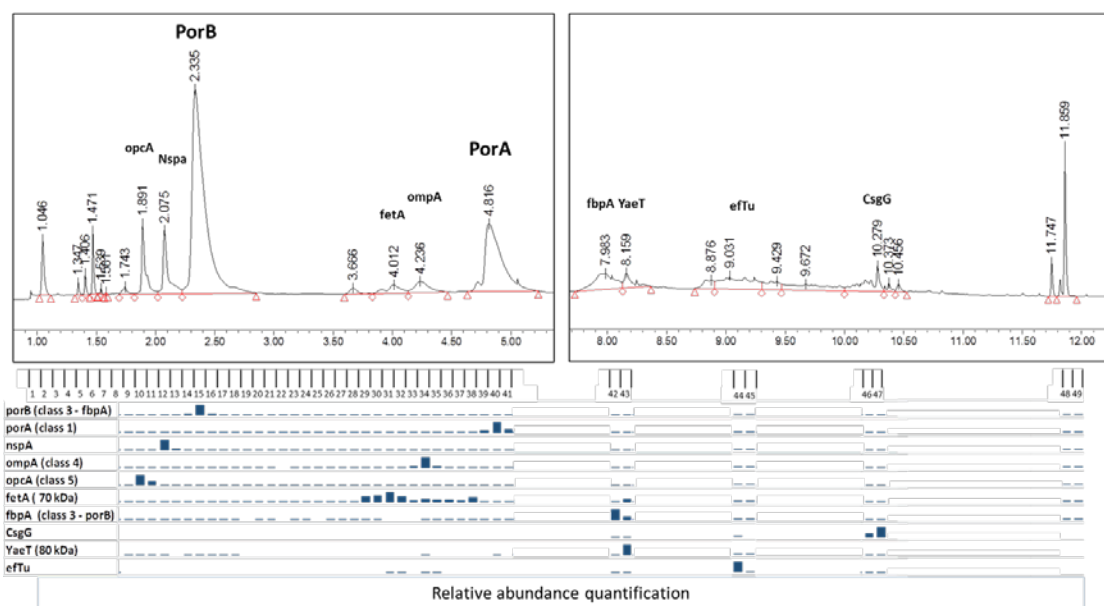 PorB
2.335
PorA
opcA
Nspa
ompA
fetA
1.046
1.347
1.406
1.471
1.539
1.743
1.891
2.075
3.666
4.012
4.236
4.816
1.00 1.50 2.00 2.50 3.00 3.50 4.00 4.50 5.00
fbpA YaeT
efTu
CsgG
7.983
8.159
8.876
9.031
9.429
9.672
10.279
10.373
10.456
11.747
11.859
8.00 8.50 9.00 9.50 10.00 10.50 11.00 11.50 12.00
1 2 3 4 5 6 7 8 9 10 11 12 13 14 15 16 17 18 19 20 21 22 23 24 25 26 27 28 29 30 31 32 33 34 35 36 37 38 39 40 41 42 43 44 45 46 47 48 49
porB (class 3 - fbpA)
porA (class 1)
nspA
ompA (class 4)
opcA (class 5)
fetA ( 70 kDa)
fbpA (class 3 - porB)
CsgG
YaeT (80 kDa)
efTu
Relative abundance quantification